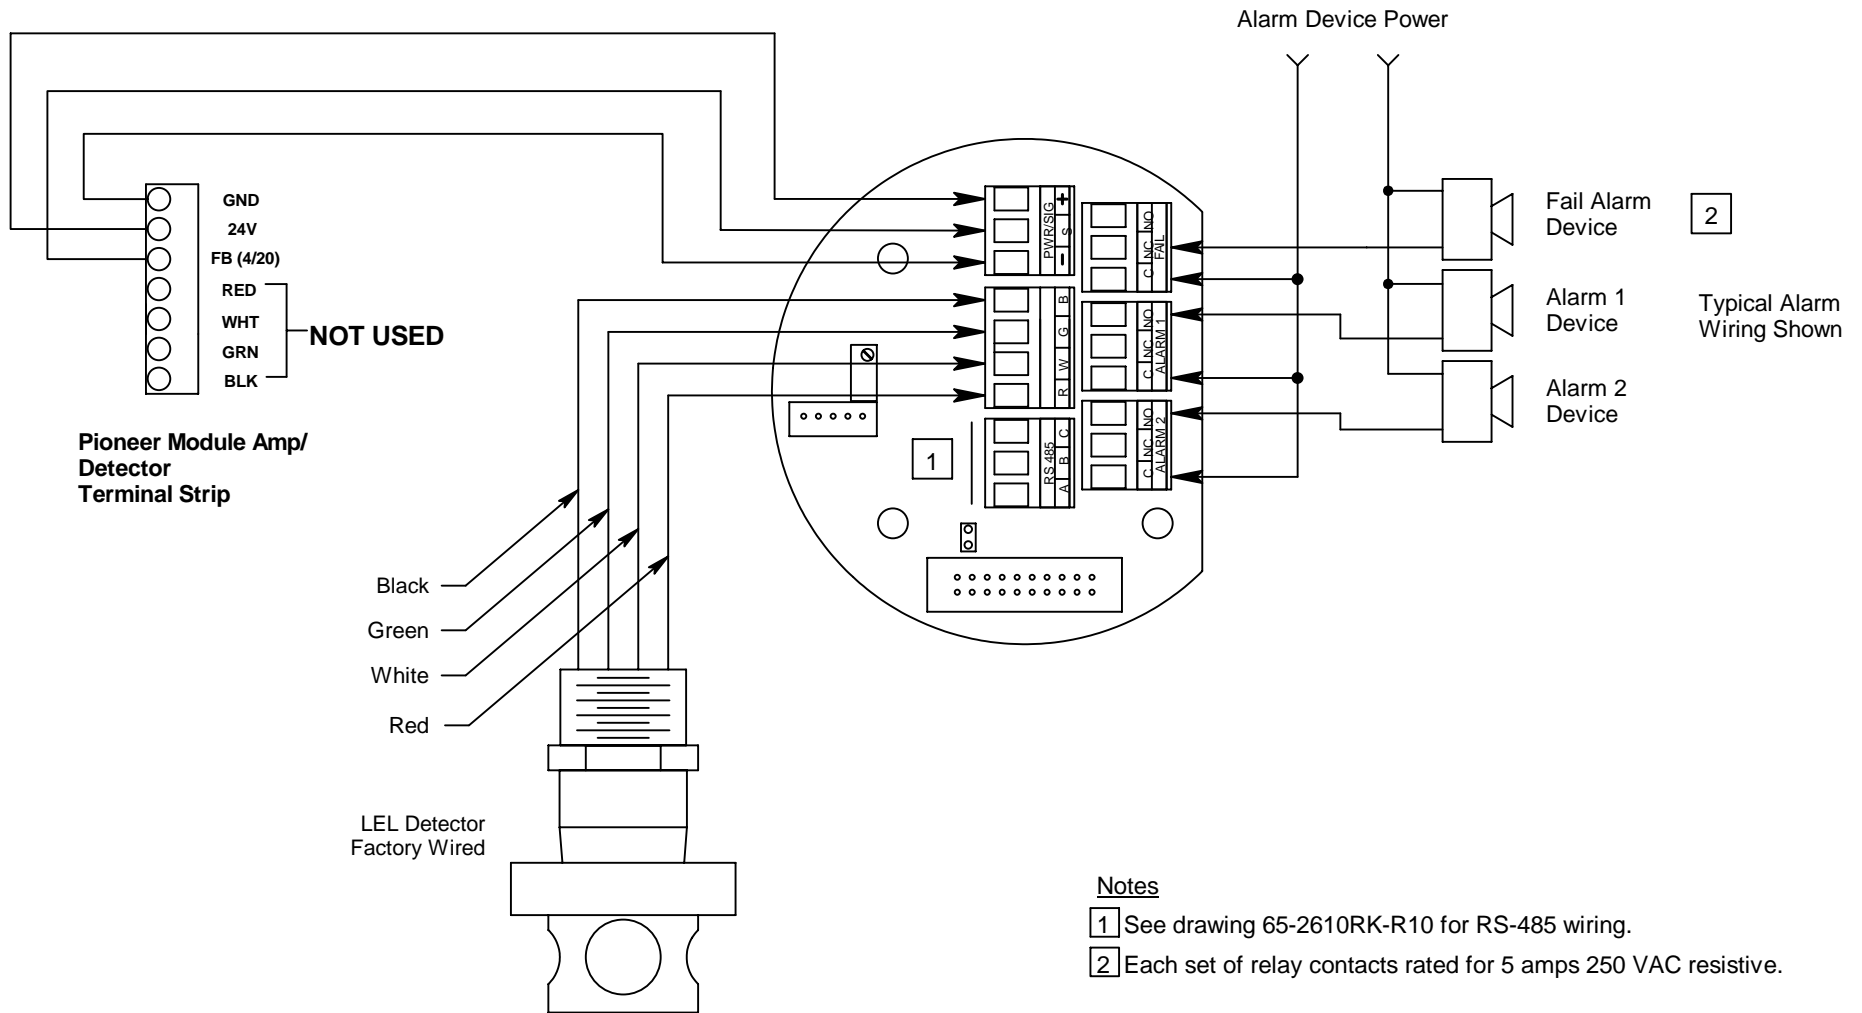 Alarm Device Power
GND
24V
FB (4/20)
RED
WHT
GRN
BLK
NOT USED
Pioneer Module Amp/
Detector
Terminal Strip
PWR/SIG
+
S
-
B
G
W
R
RS 485
C
B
A
FAIL
NO
NC
C
ALARM 1
NO
NC
C
ALARM 2
NO
NC
C
1
Fail Alarm
Device
2
Alarm 1
Device
Typical Alarm
Wiring Shown
Alarm 2
Device
Black
Green
White
Red
LEL Detector
Factory Wired
Notes
1 See drawing 65-2610RK-R10 for RS-485 wiring.
2 Each set of relay contacts rated for 5 amps 250 VAC resistive.